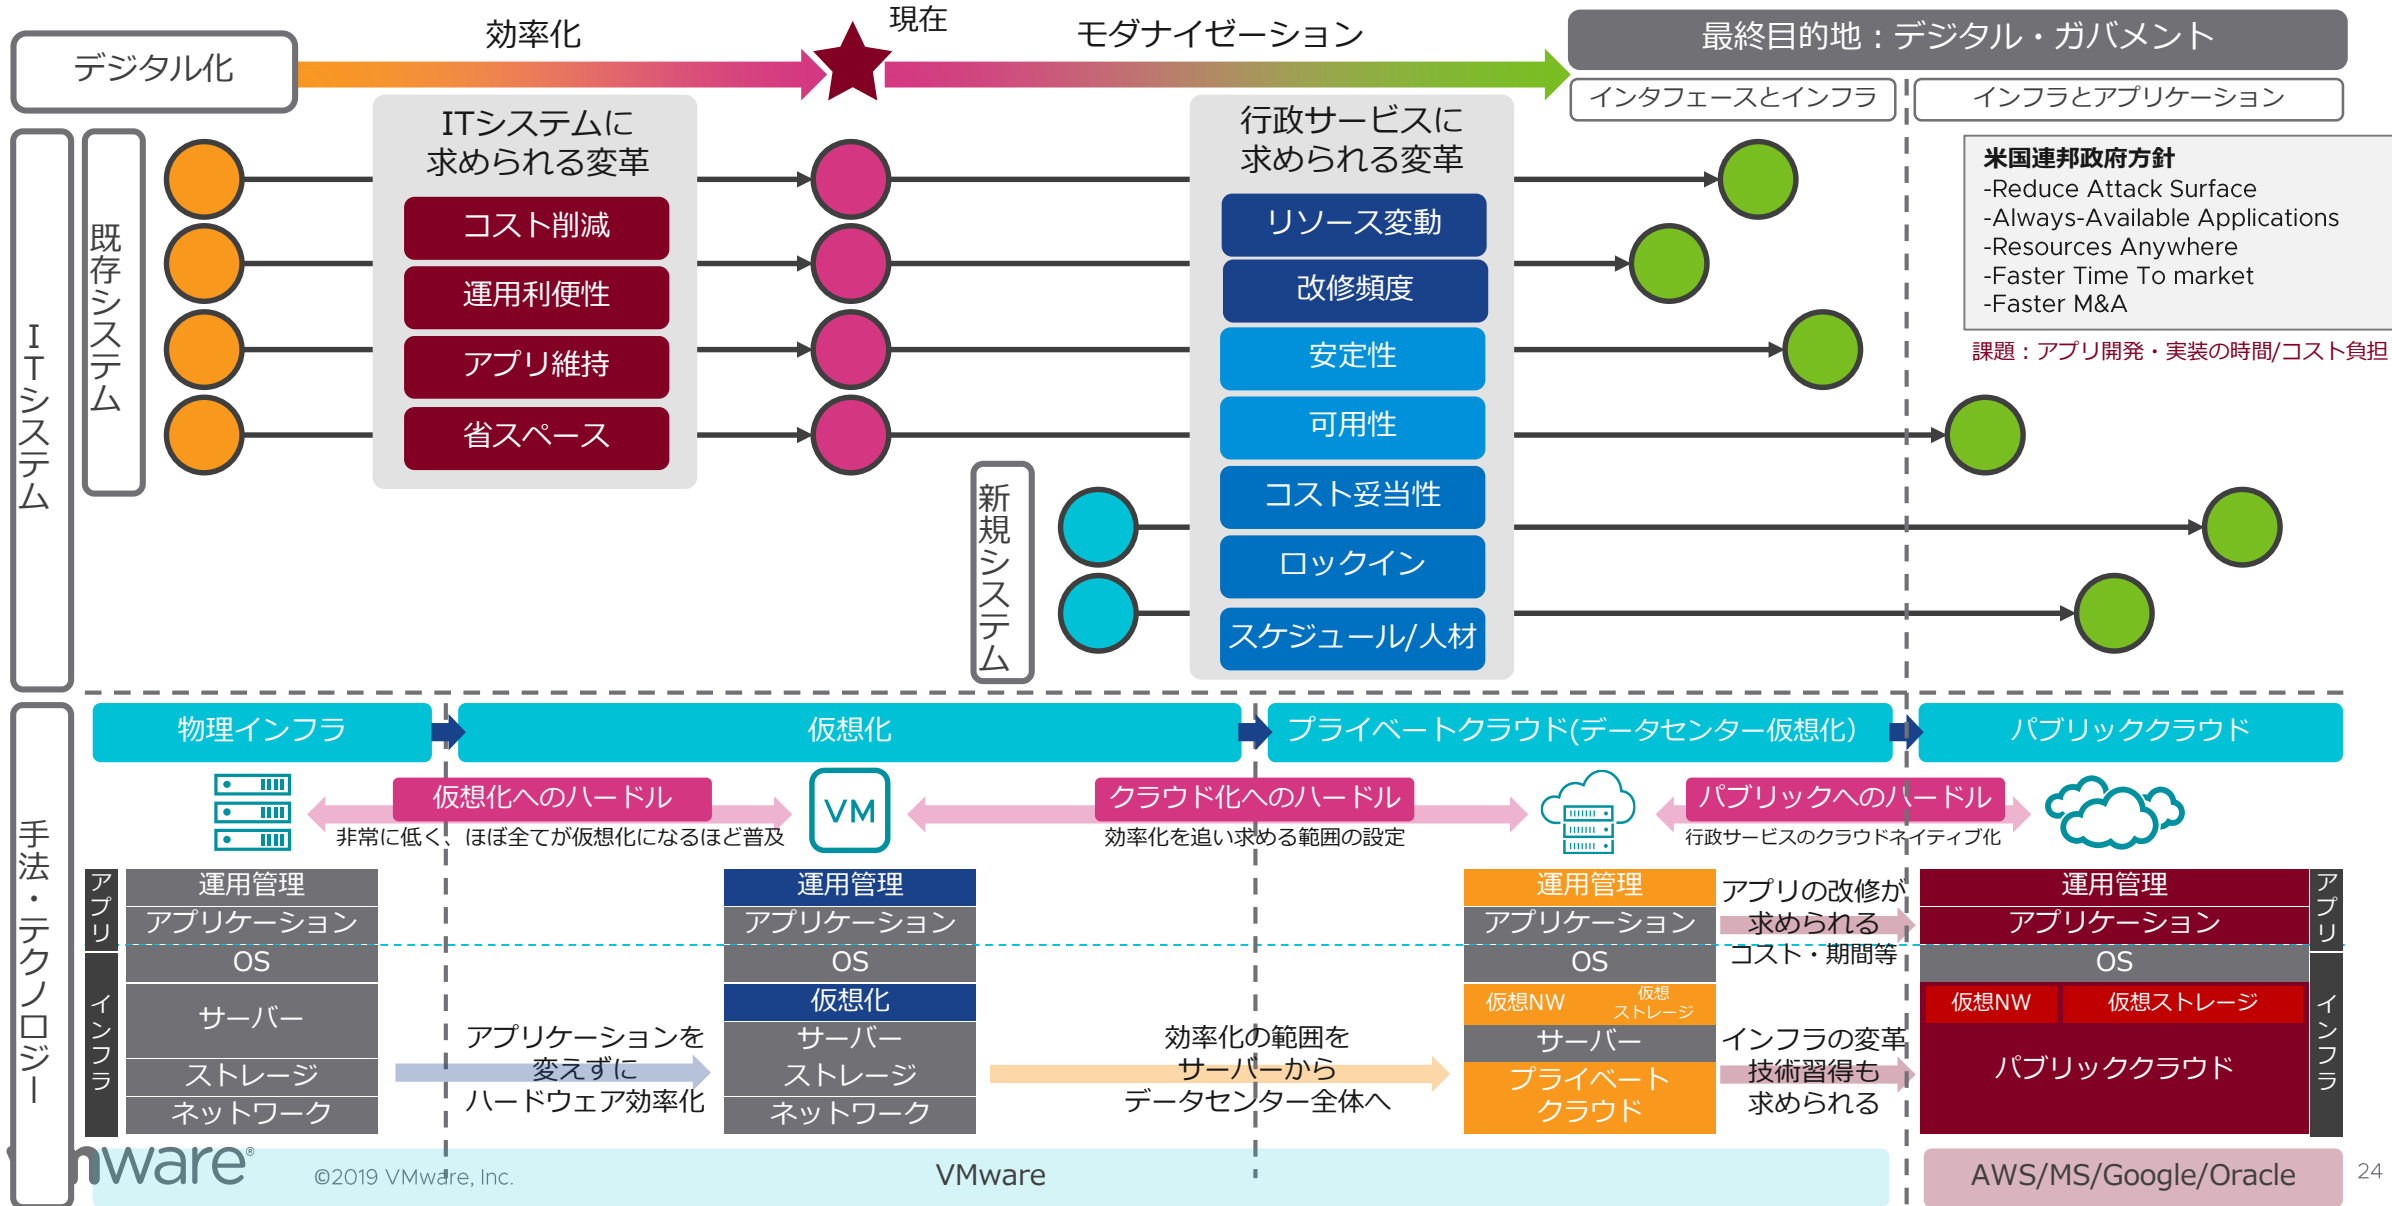 デジタル化
効率化
現在
モダナイゼーション
最終目的地：デジタル・ガバメント
インタフェースとインフラ
インフラとアプリケーション
ITシステム
既存システム
ITシステムに
求められる変革
コスト削減
運用利便性
アプリ維持
省スペース
新規システム
行政サービスに
求められる変革
リソース変動
改修頻度
安定性
可用性
コスト妥当性
ロックイン
スケジュール/人材
米国連邦政府方針
-Reduce Attack Surface
-Always-Available Applications
-Resources Anywhere
-Faster Time To market
-Faster M&A
課題：アプリ開発・実装の時間/コスト負担
手法・テクノロジー
物理インフラ
仮想化
プライベートクラウド(データセンター仮想化）
パブリッククラウド
仮想化へのハードル
非常に低く、ほぼ全てが仮想化になるほど普及
VM
クラウド化へのハードル
効率化を追い求める範囲の設定
パブリックへのハードル
行政サービスのクラウドネイティブ化
アプリ
インフラ
運用管理
アプリケーション
OS
サーバー
ストレージ
ネットワーク
アプリケーションを
変えずに
ハードウェア効率化
運用管理
アプリケーション
OS
仮想化
サーバー
ストレージ
ネットワーク
効率化の範囲を
サーバーから
データセンター全体へ
運用管理
アプリケーション
OS
仮想NW
仮想
ストレージ
サーバー
プライベート
クラウド
アプリの改修が
求められる
コスト・期間等
インフラの変革
技術習得も
求められる
運用管理
アプリケーション
OS
仮想NW
仮想ストレージ
パブリッククラウド
アプリ
インフラ
vmware®
©2019 VMware, Inc.
VMware
AWS/MS/Google/Oracle
24